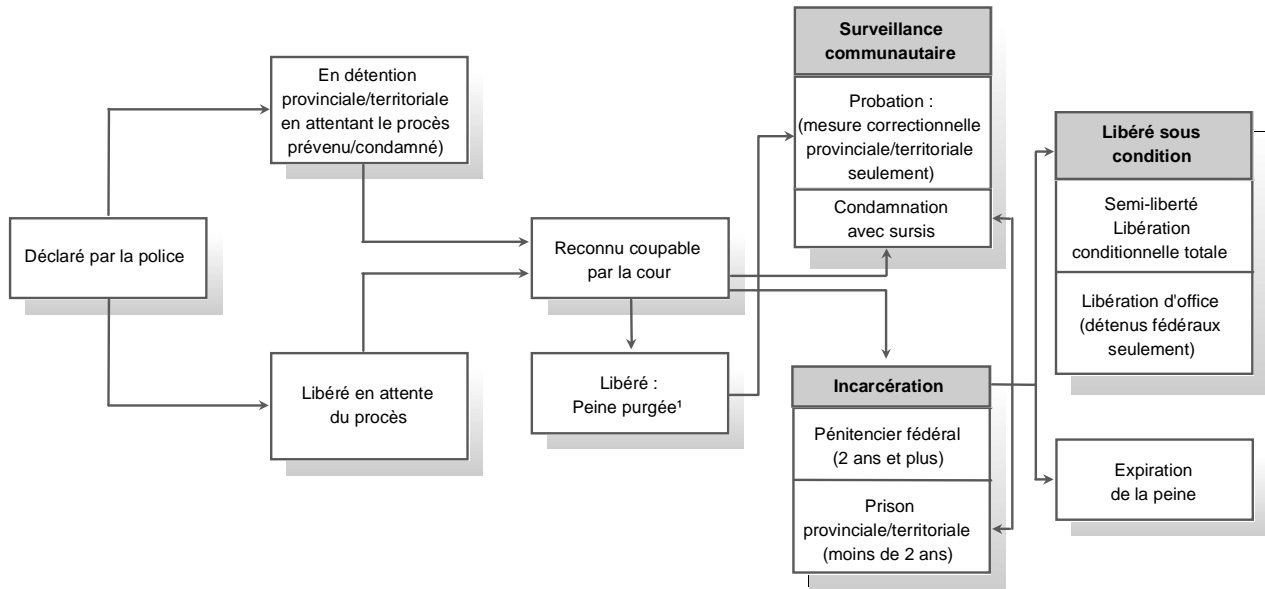 Surveillance
communautaire
En détention
provinciale/territoriale
en attentant le procès
prévenu/condamné)
Probation :
(mesure correctionnelle
provinciale/territoriale
seulement)
Condamnation
avec sursis
Libéré sous
condition
Semi-liberté
Libération
conditionnelle totale
Libération d'office
(détenus fédéraux
seulement)
Déclaré par la police
Reconnu coupable
par la cour
Libéré en attente
du procès
Libéré :
Peine purgée¹
Incarcération
Pénitencier fédéral
(2 ans et plus)
Prison
provinciale/territoriale
(moins de 2 ans)
Expiration
de la peine